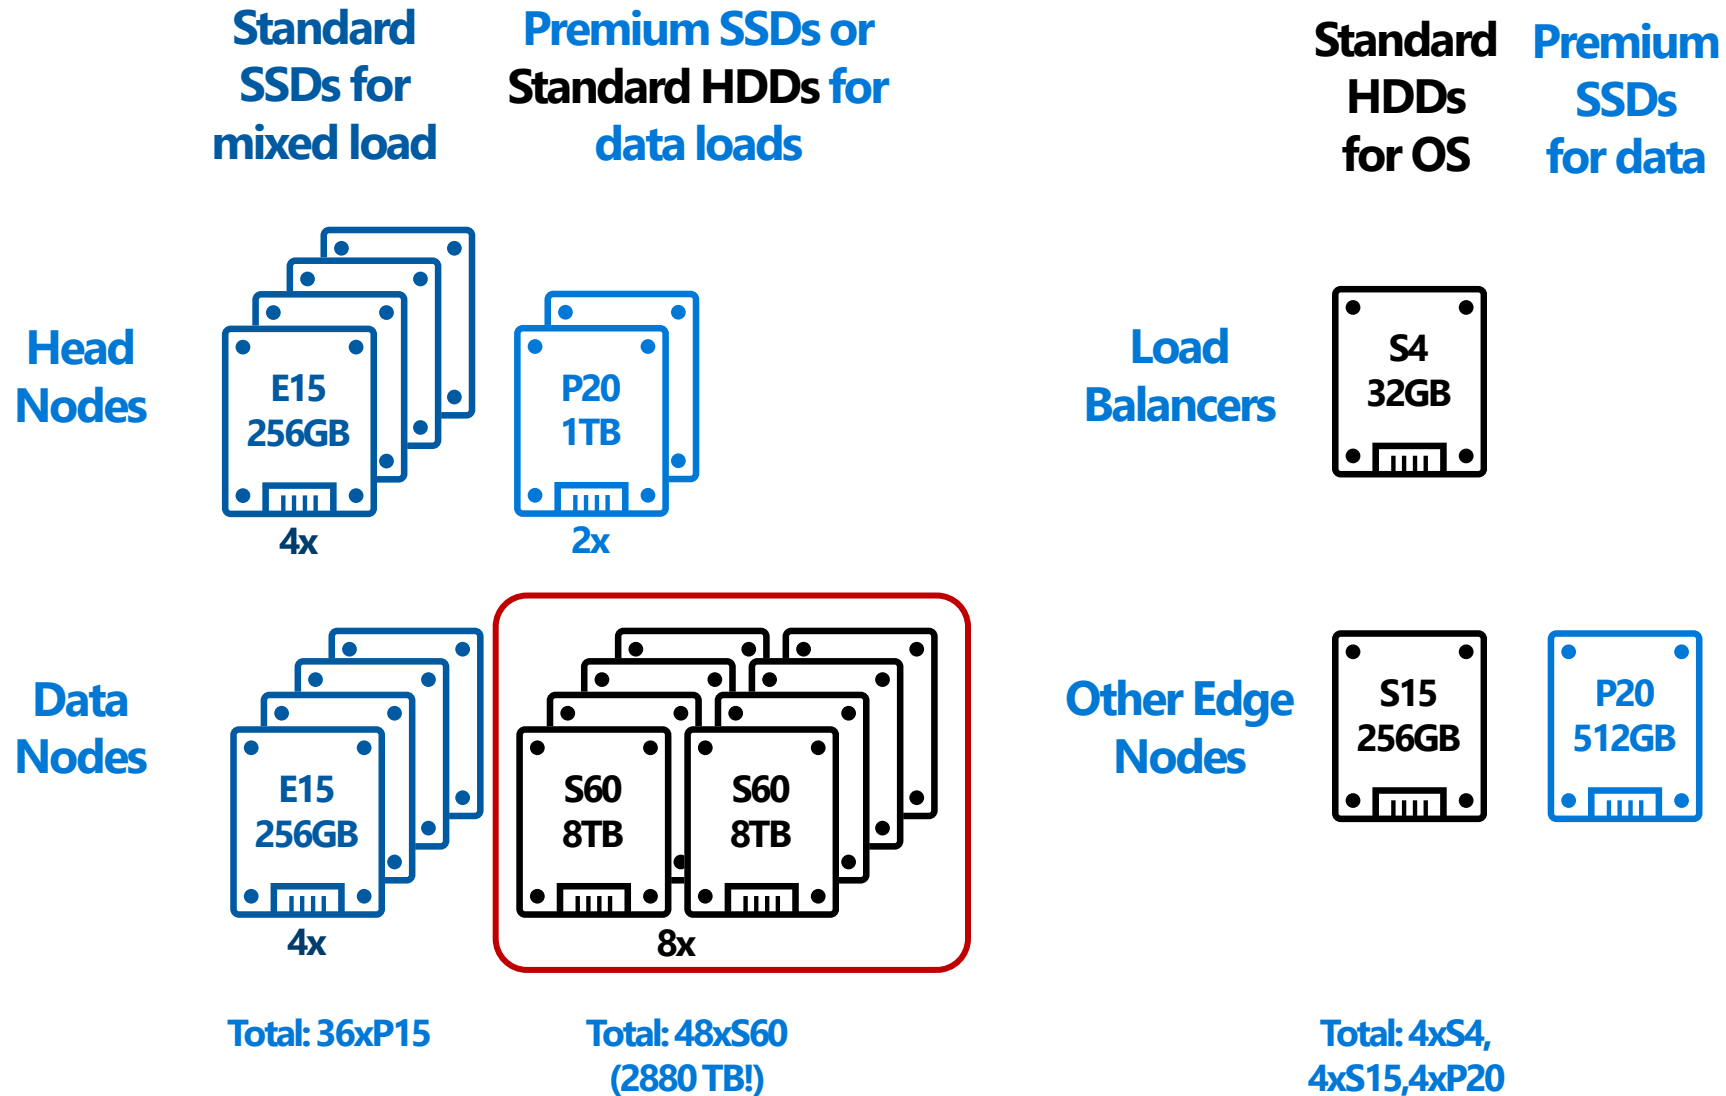 Standard
SSDs for
mixed load
Premium SSDs or
Standard HDDs for
data loads
Standard
HDDs
for OS
Premium
SSDs
for data
Head
Nodes
E15
256GB
4x
P20
1TB
2x
Load
Balancers
S4
32GB
Data
Nodes
E15
256GB
4x
S60
8TB
S60
8TB
8x
Other Edge
Nodes
S15
256GB
P20
512GB
Total: 36xP15
Total: 48xS60
(2880 TB!)
Total: 4xS4,
4xS15,4xP20